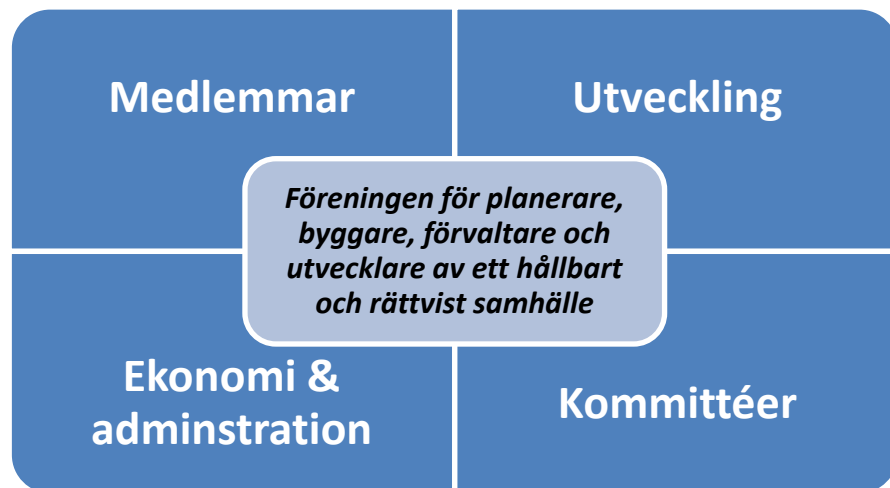 Medlemmar
Utveckling
Föreningen för planerare,
byggare, förvaltare och
utvecklare av ett hållbart
och rättvist samhälle
Ekonomi &
adminstration
Kommittéer